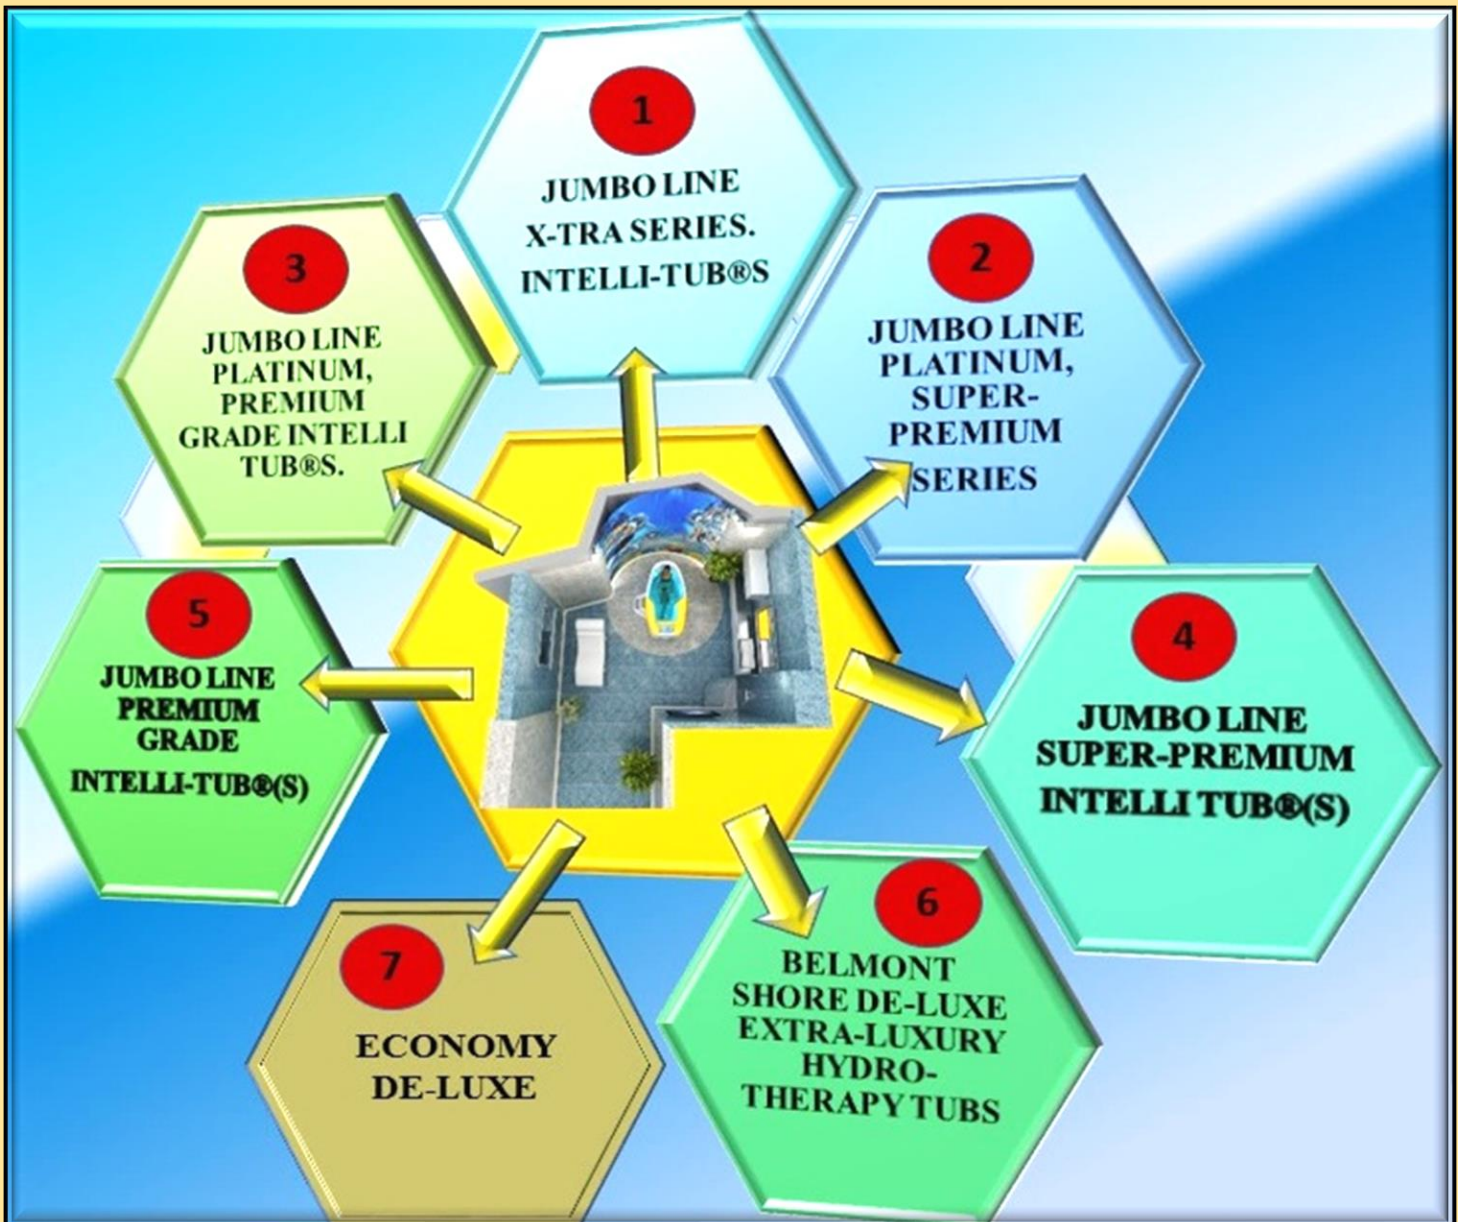 1
JUMBO LINE
X-TRA SERIES.
INTELLI-TUB®S
2
JUMBO LINE
PLATINUM,
SUPER-
PREMIUM
SERIES
3
JUMBO LINE
PLATINUM,
PREMIUM
GRADE INTELLI
TUB®S.
4
JUMBO LINE
SUPER-PREMIUM
INTELLI TUB®(S)
5
JUMBO LINE
PREMIUM
GRADE
INTELLI-TUB®(S)
6
BELMONT
SHORE DE-LUXE
EXTRA-LUXURY
HYDRO-
THERAPY TUBS
7
ECONOMY
DE-LUXE